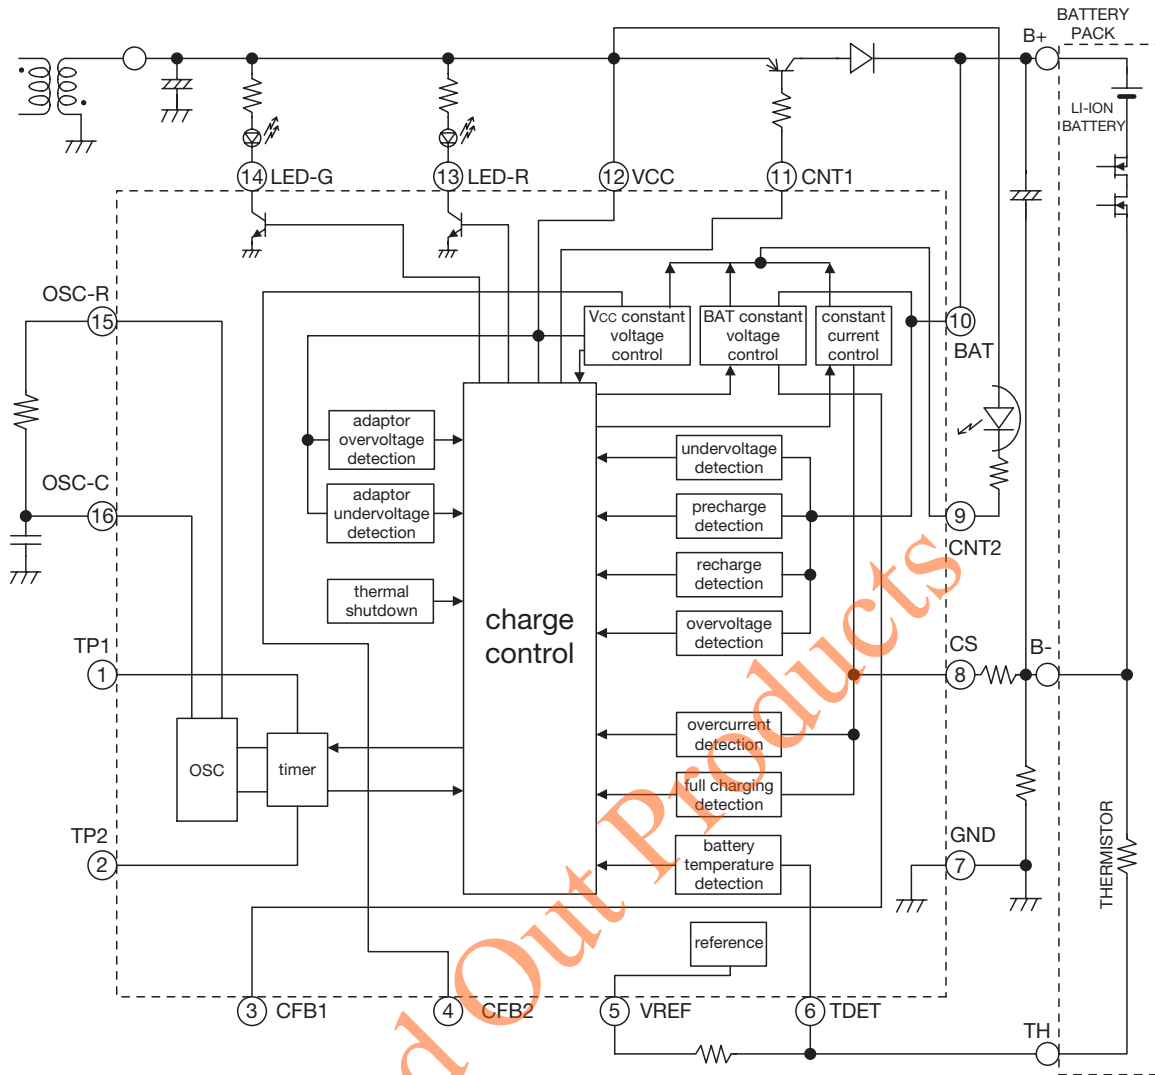 BATTERY
PACK
B+
LI-ION
BATTERY
14 LED-G
13 LED-R
12 VCC
11 CNT1
OSC-R
15
VCC constant
voltage
control
BAT constant
voltage
control
constant
current
control
10
BAT
adaptor
overvoltage
detection
undervoltage
detection
OSC-C
16
adaptor
undervoltage
detection
precharge
detection
9
CNT2
thermal
shutdown
recharge
detection
charge
control
overvoltage
detection
TP1
1
CS
8
B-
OSC
timer
overcurrent
detection
full charging
detection
TP2
2
battery
temperature
detection
GND
7
THERMISTOR
reference
3 CFB1
4 CFB2
5 VREF
6 TDET
TH
d Out Products